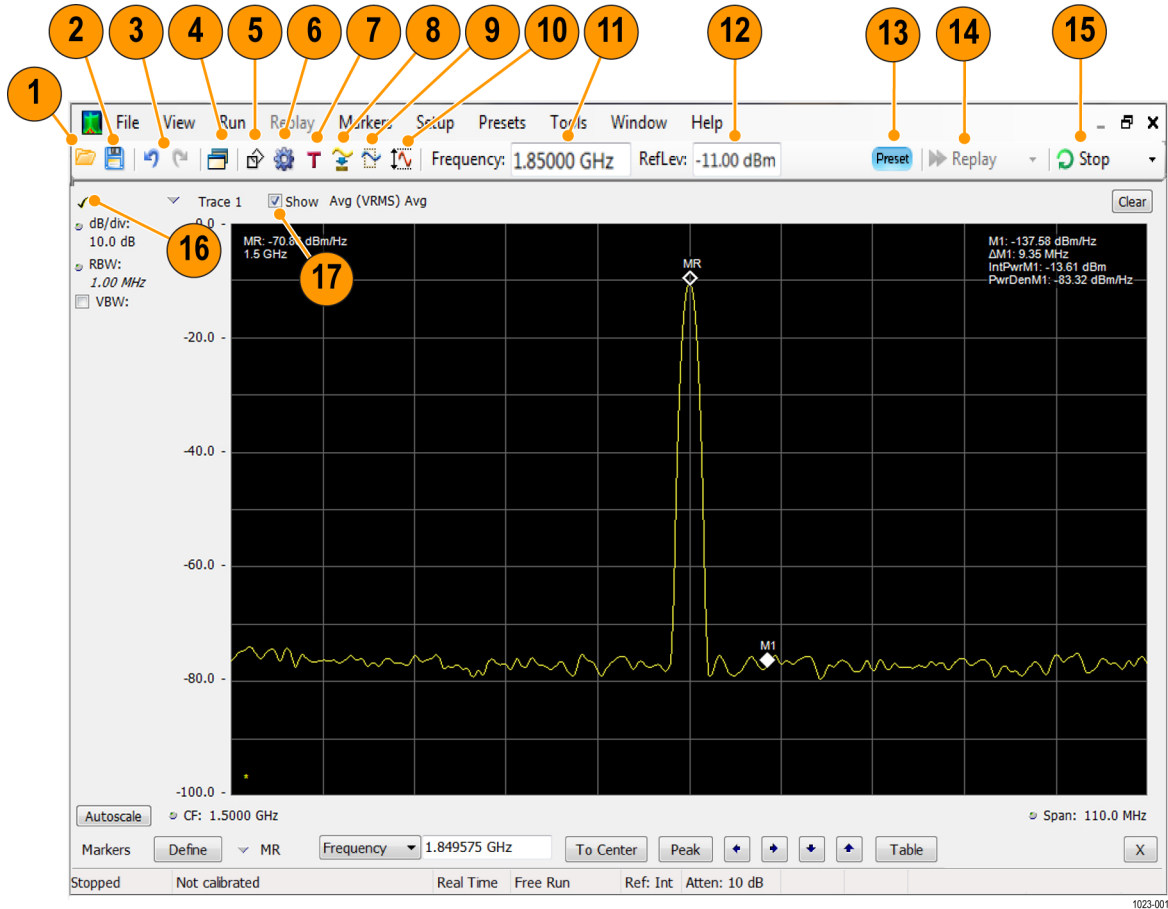 1 2 3 4 5 6 7 8 9 10 11 12 13 14 15
File View Run Replay Markers Setup Presets Tools Window Help
T Frequency: 1.85000 GHz RefLev: -11.00 dBm Preset Replay Stop
Trace 1 Show Avg (VRMS) Avg Clear
dB/div: 0.0 -
10.0 dB
16
RBW:
1.00 MHz
VBW:
17
MR: -70.8 dBm/Hz
1.5 GHz
MR
M1: -137.58 dBm/Hz
ΔM1: 9.35 MHz
IntPwrM1: -13.61 dBm
PwrDenM1: -83.32 dBm/Hz
-20.0 -
-40.0 -
-60.0 -
M1
-80.0 -
-100.0 -
Autoscale CF: 1.5000 GHz Span: 110.0 MHz
Markers Define MR Frequency 1.849575 GHz To Center Peak Table X
Stopped Not calibrated Real Time Free Run Ref: Int Atten: 10 dB
1023-001